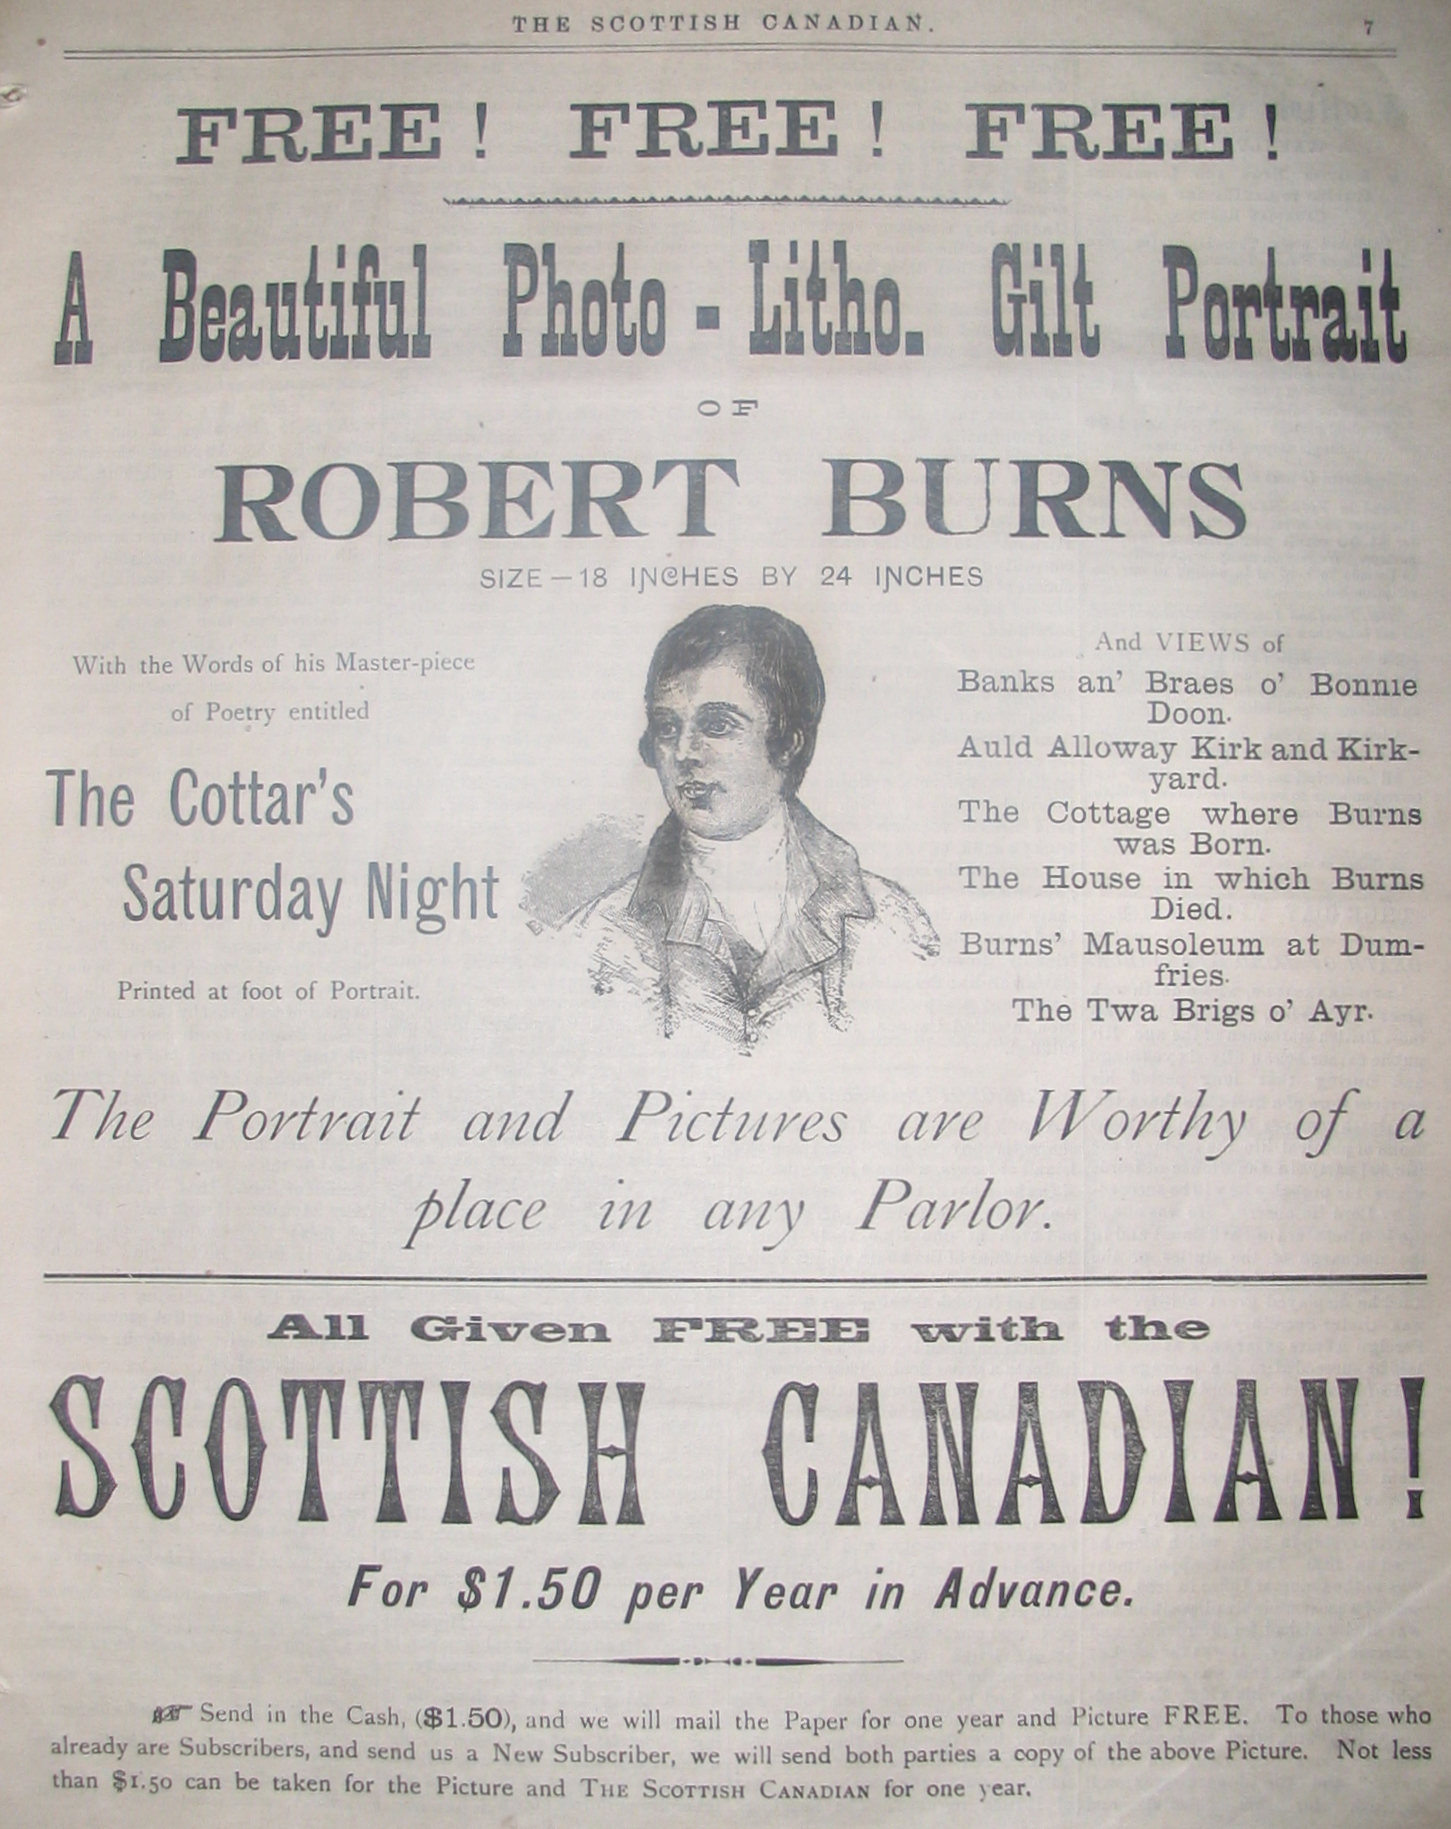 THE SCOTTISH CANADIAN.
7
FREE! FREE! FREE!
A Beautiful Photo-Litho. Gilt Portrait
OF
ROBERT BURNS
SIZE—18 INCHES BY 24 INCHES
With the Words of his Master-piece
of Poetry entitled
The Cottar's
Saturday Night
Printed at foot of Portrait.
And VIEWS of
Banks an' Braes o' Bonnie
Doon.
Auld Alloway Kirk and Kirk-
yard.
The Cottage where Burns
was Born.
The House in which Burns
Died.
Burns' Mausoleum at Dum-
fries.
The Twa Brigs o' Ayr.
The Portrait and Pictures are Worthy of a
place in any Parlor.
All Given FREE with the
SCOTTISH CANADIAN!
For $1.50 per Year in Advance.
☞ Send in the Cash, ($1.50), and we will mail the Paper for one year and Picture FREE. To those who
already are Subscribers, and send us a New Subscriber, we will send both parties a copy of the above Picture. Not less
than $1.50 can be taken for the Picture and THE SCOTTISH CANADIAN for one year.